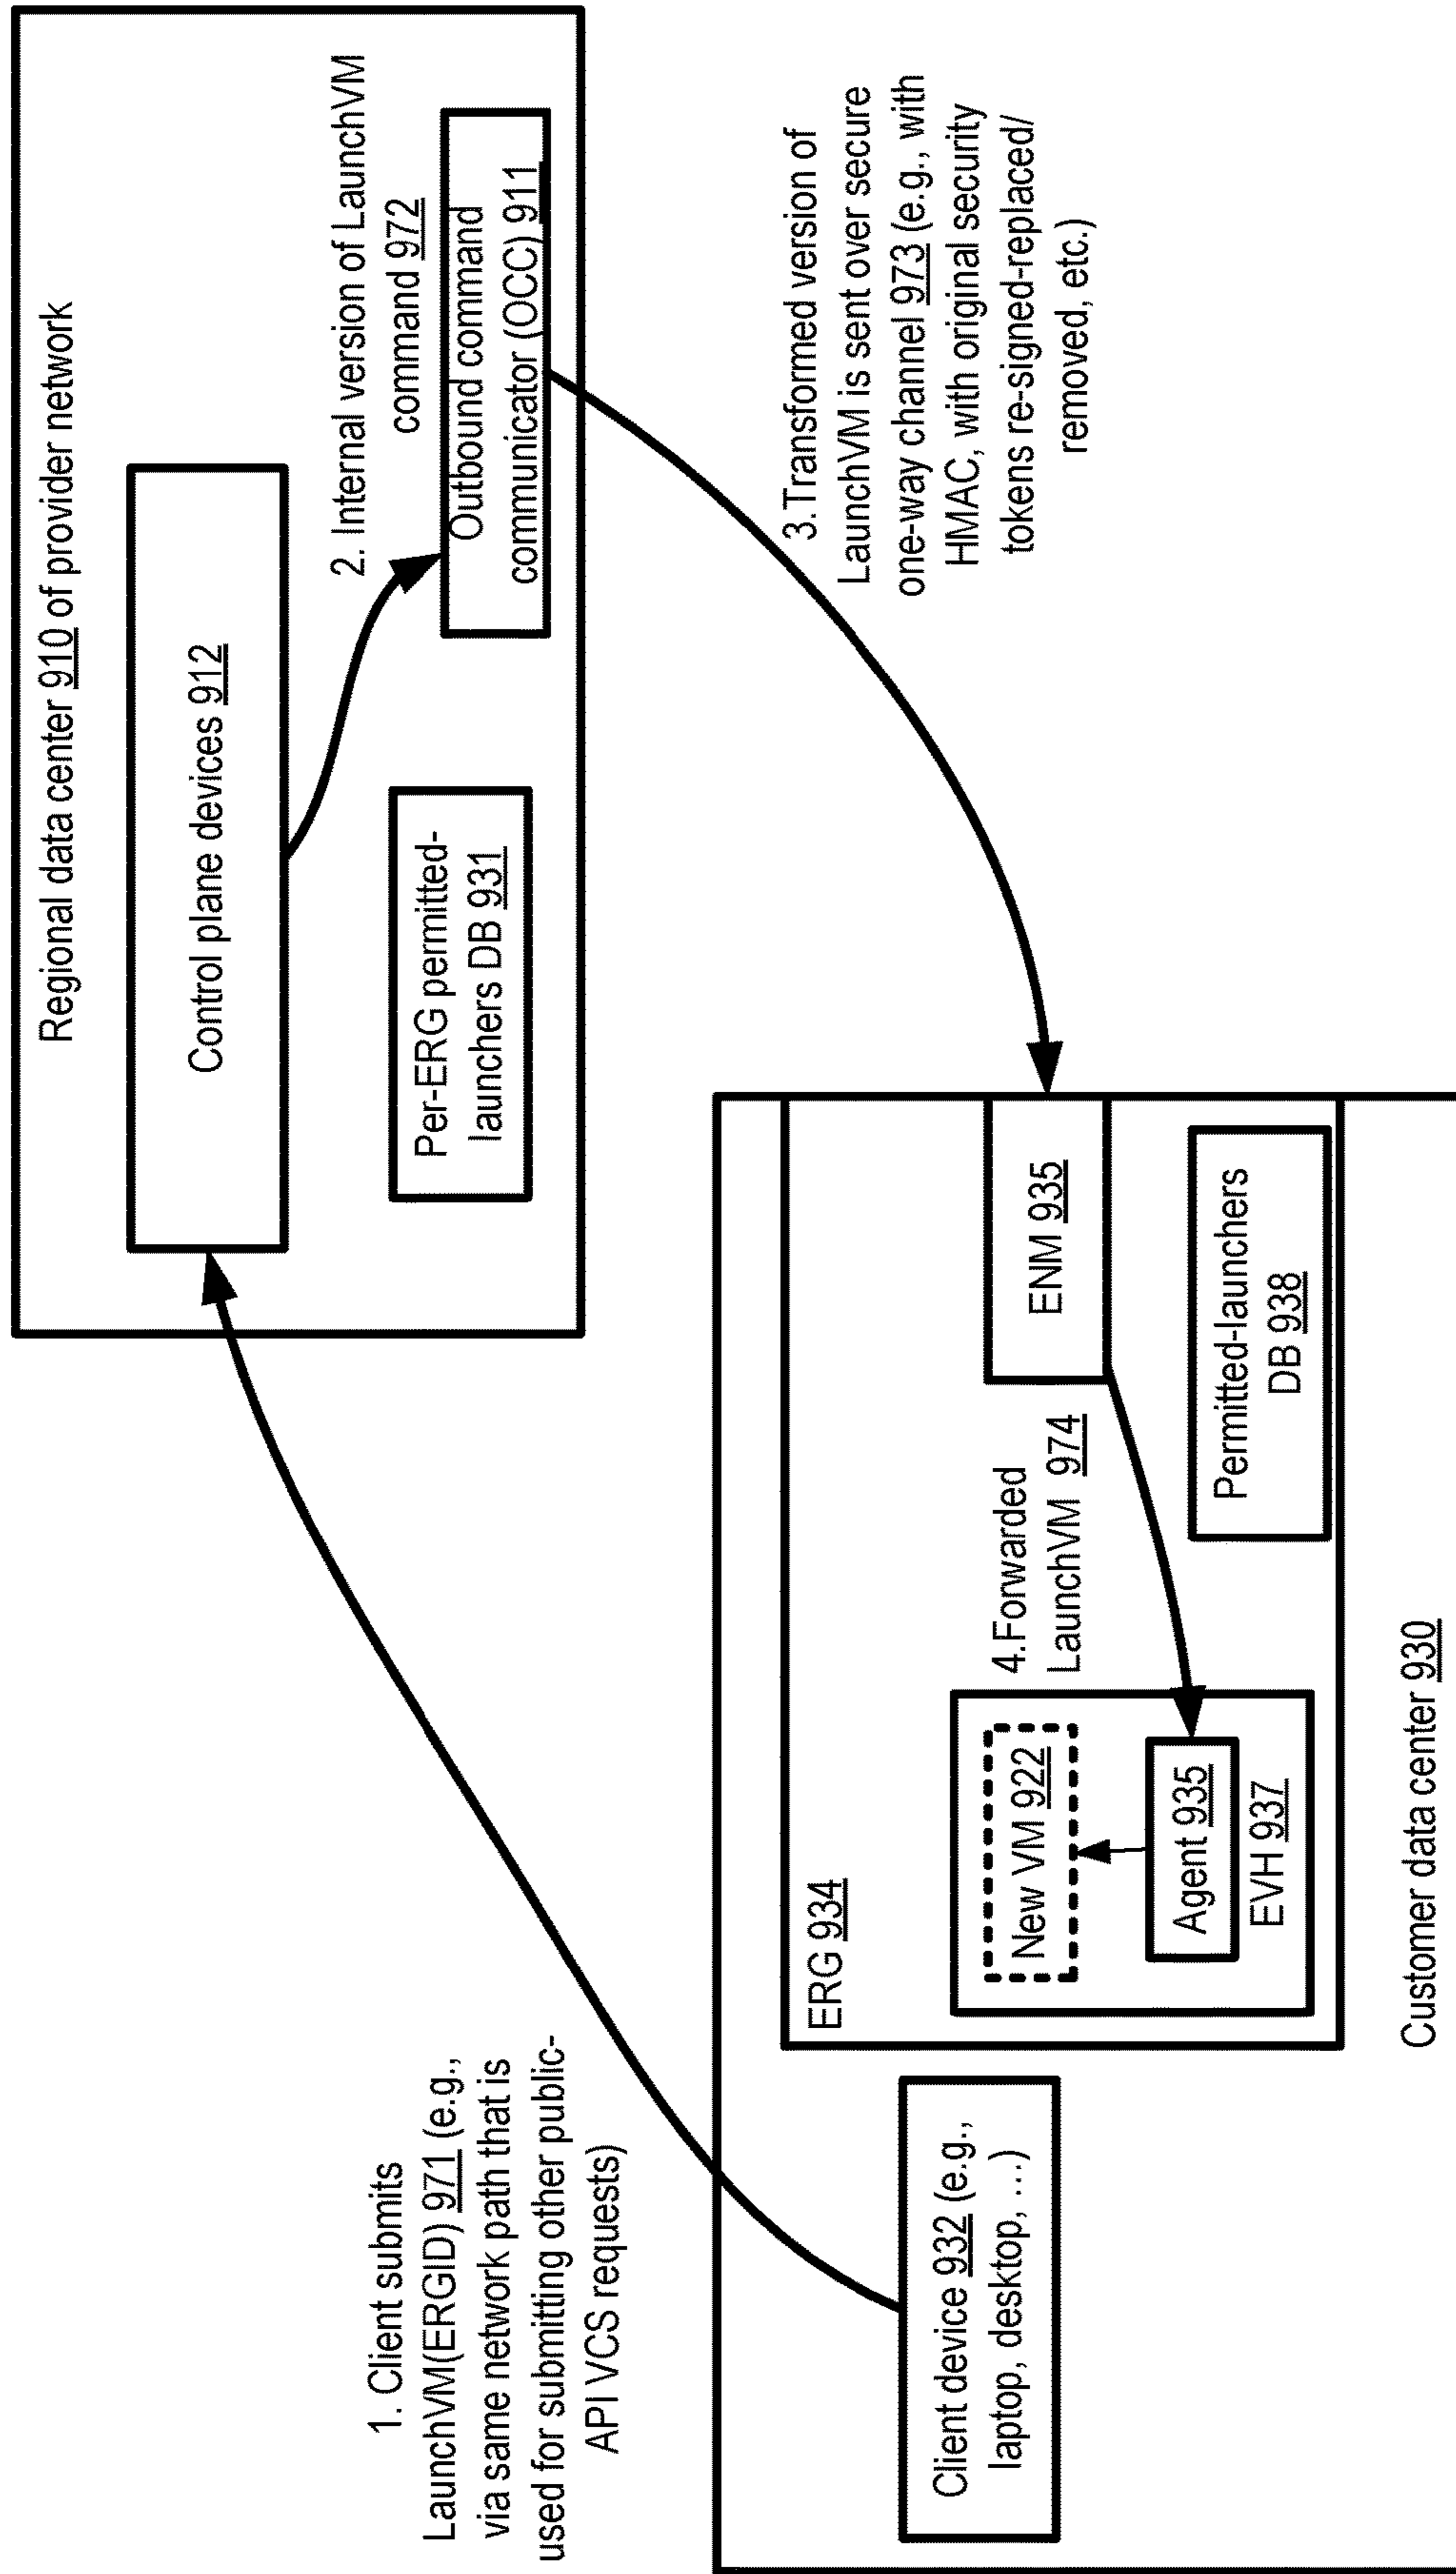 Regional data center 910 of provider network
Control plane devices 912
2. Internal version of LaunchVM
command 972
Per-ERG permitted-
launchers DB 931
Outbound command
communicator (OCC) 911
1. Client submits
LaunchVM(ERGID) 971 (e.g.,
via same network path that is
used for submitting other public-
API VCS requests)
3.Transformed version of
LaunchVM is sent over secure
one-way channel 973 (e.g., with
HMAC, with original security
tokens re-signed-replaced/
removed, etc.)
ERG 934
Client device 932 (e.g.,
laptop, desktop, …)
New VM 922
Agent 935
EVH 937
4.Forwarded
LaunchVM 974
ENM 935
Permitted-launchers
DB 938
Customer data center 930